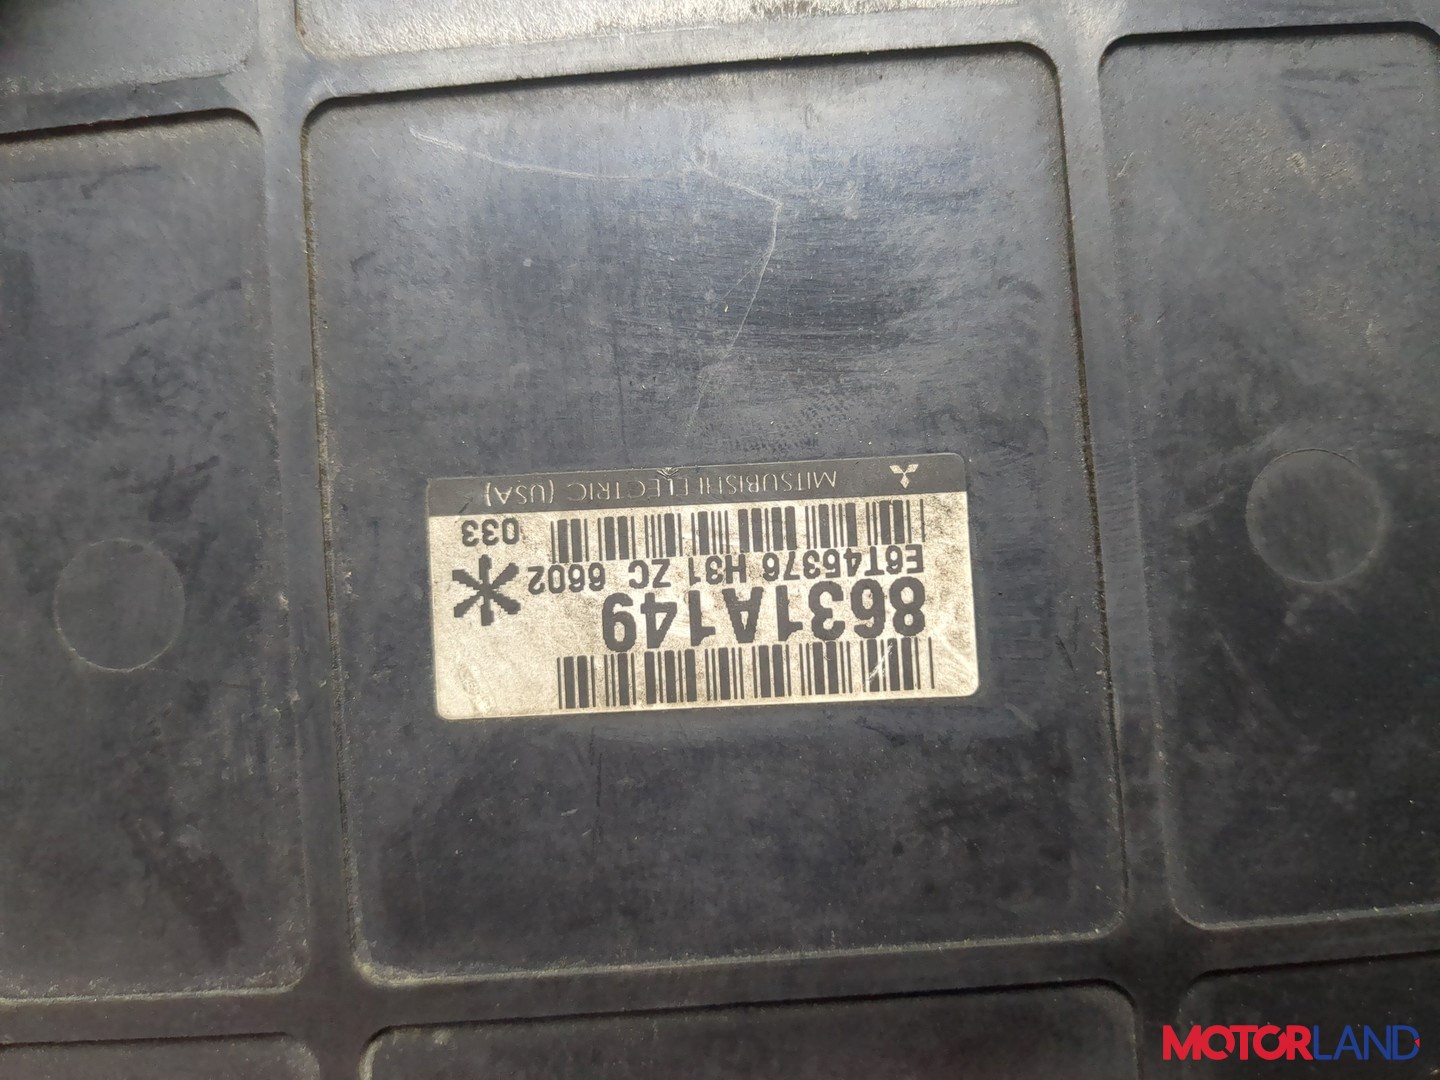 8631A149
E6T45376 H31 ZC 6602
033
MITSUBISHI ELECTRIC (USA)
MOTORLAND